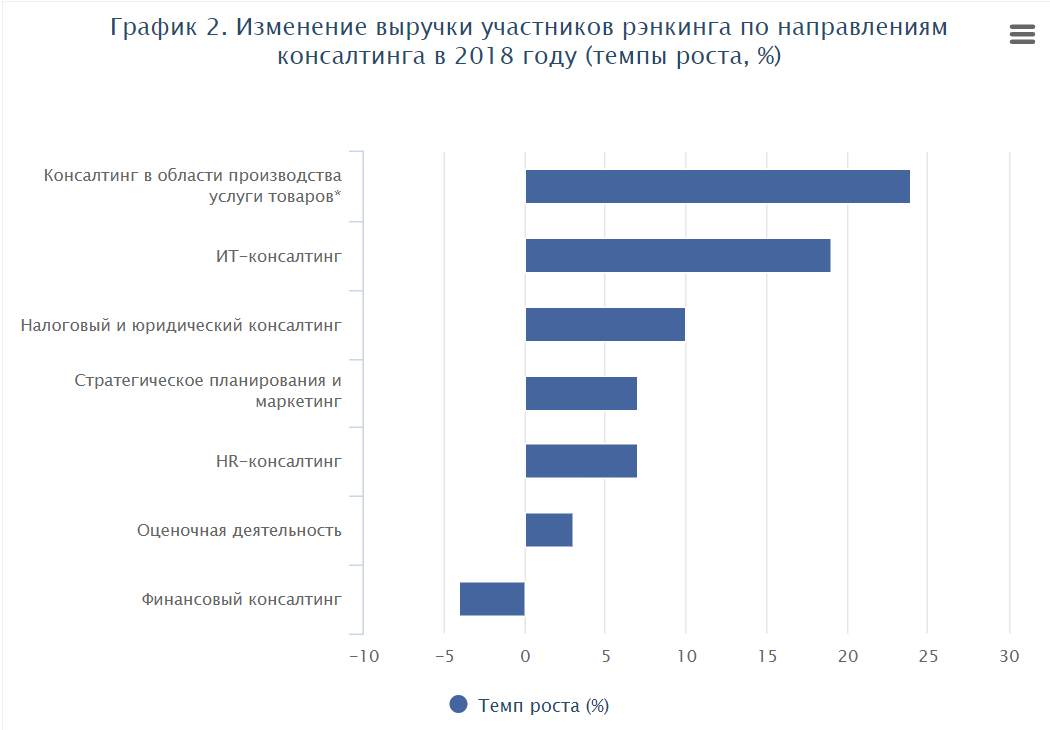 График 2. Изменение выручки участников рэнкинга по направлениям
консалтинга в 2018 году (темпы роста, %)
Консалтинг в области производства
услуги товаров*
ИТ-консалтинг
Налоговый и юридический консалтинг
Стратегическое планирования и
маркетинг
HR-консалтинг
Оценочная деятельность
Финансовый консалтинг
-10 -5 0 5 10 15 20 25 30
Темп роста (%)